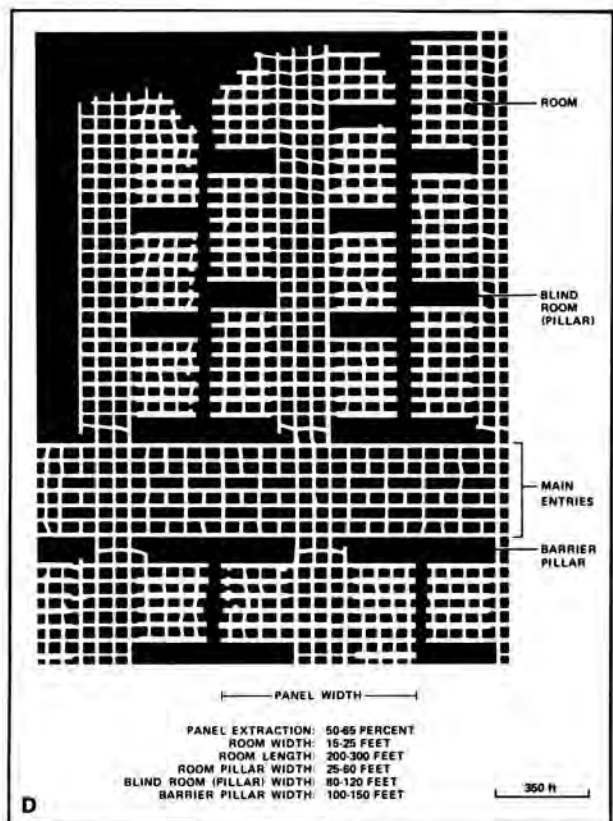 ROOM
BLIND
ROOM
(PILLAR)
MAIN
ENTRIES
BARRIER
PILLAR
PANEL WIDTH
PANEL EXTRACTION: 50-65 PERCENT
ROOM WIDTH: 15-25 FEET
ROOM LENGTH: 200-300 FEET
ROOM PILLAR WIDTH: 25-60 FEET
BLIND ROOM (PILLAR) WIDTH: 80-120 FEET
BARRIER PILLAR WIDTH: 100-150 FEET
350 ft
D